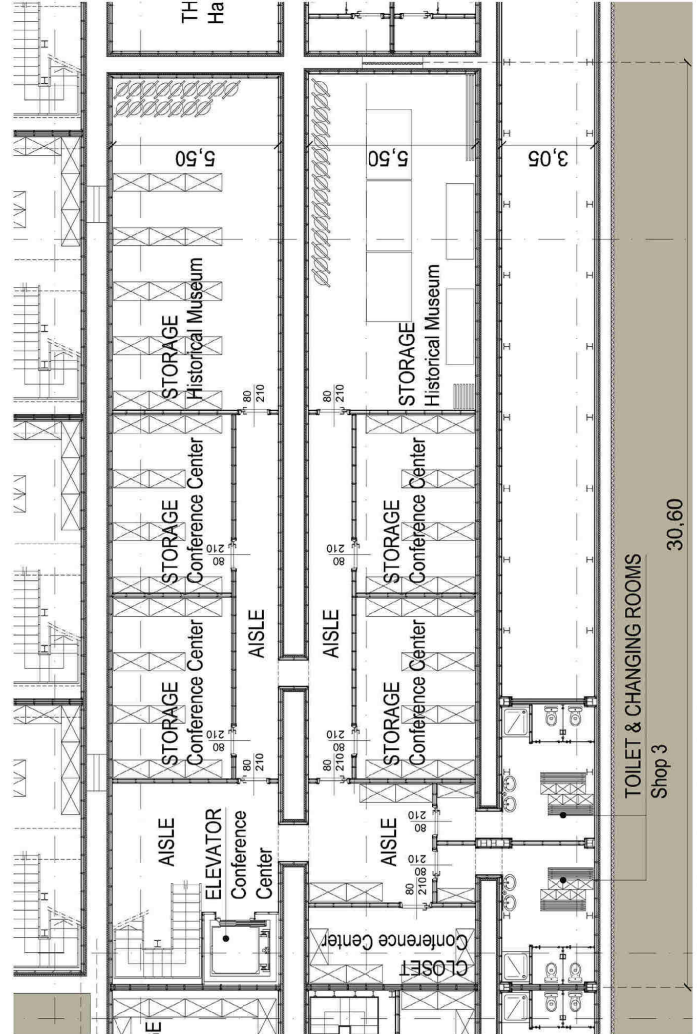 TH
Ha
5,50
5,50
3,05
STORAGE
Historical Museum
STORAGE
Historical Museum
80
210
80
210
STORAGE
Conference Center
STORAGE
Conference Center
80
210
80
210
30,60
STORAGE
Conference Center
AISLE
AISLE
STORAGE
Conference Center
80
210
80
210
80
210
80
210
TOILET & CHANGING ROOMS
Shop 3
AISLE
ELEVATOR
Conference
Center
AISLE
80
210
80
210
80
210
CLOSET
Conference Center
E